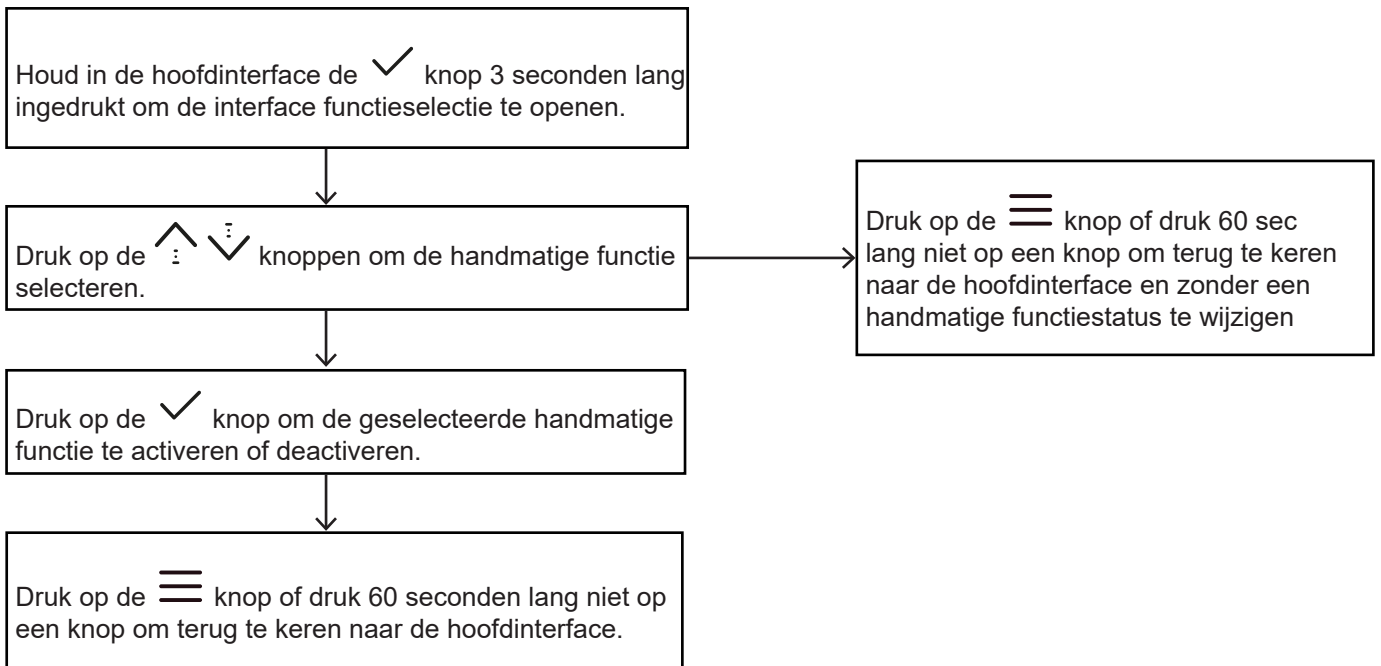 Houd in de hoofdinterface de ✓ knop 3 seconden lang
ingedrukt om de interface functieselectie te openen.
Druk op de knoppen om de handmatige functie
selecteren.
Druk op de ☰ knop of druk 60 sec
lang niet op een knop om terug te keren
naar de hoofdinterface en zonder een
handmatige functiestatus te wijzigen
Druk op de ✓ knop om de geselecteerde handmatige
functie te activeren of deactiveren.
Druk op de ☰ knop of druk 60 seconden lang niet op
een knop om terug te keren naar de hoofdinterface.